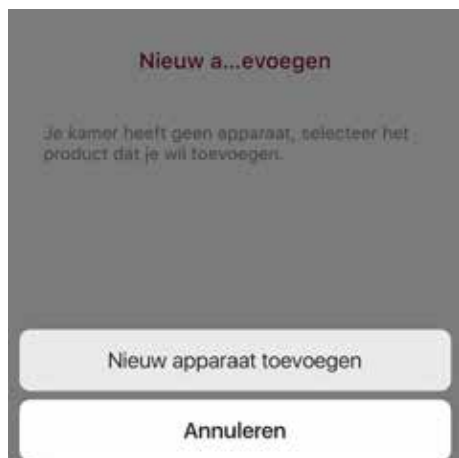 Nieuw a...evoegen
Je kamer heeft geen apparaat, selecteer het
product dat je wil toevoegen.
Nieuw apparaat toevoegen
Annuleren